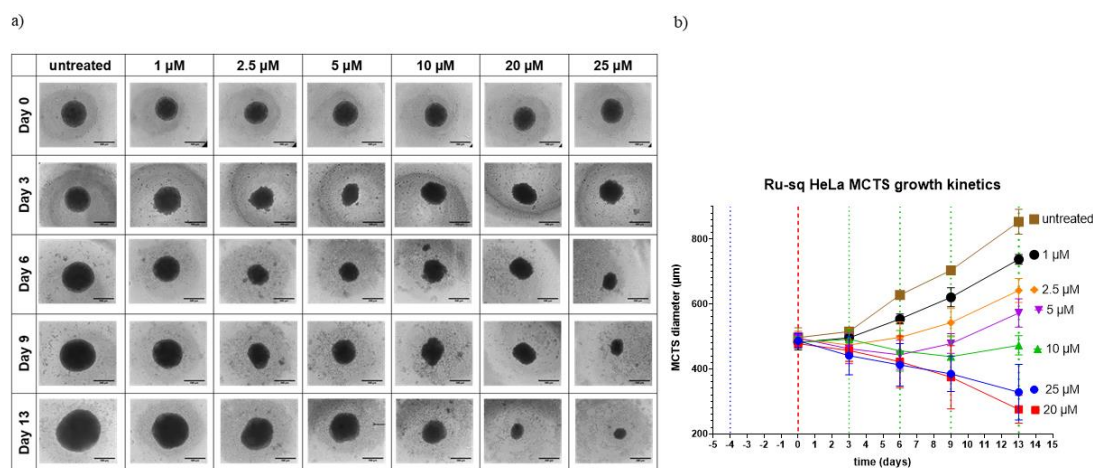 a)
untreated 1 µM 2.5 µM 5 µM 10 µM 20 µM 25 µM
Day 0
Day 3
Day 6
Day 9
Day 13
b)
Ru-sq HeLa MCTS growth kinetics
MCTS diameter (µm)
800
600
400
200
-5 -4 -3 -2 -1 0 1 2 3 4 5 6 7 8 9 10 11 12 13 14 15
time (days)
untreated
1 µM
2.5 µM
5 µM
10 µM
25 µM
20 µM